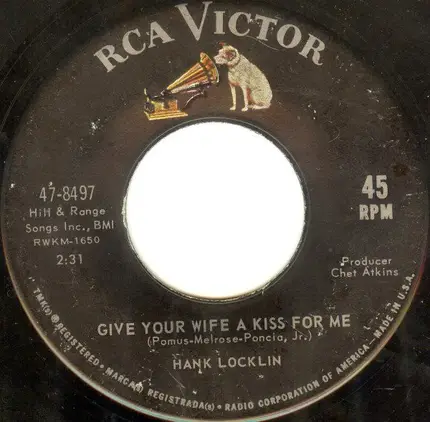 RCA VICTOR
47-8497
Hill & Range
Songs Inc., BMI
RWKM-1650
2:31
45
RPM
Producer
Chet Atkins
GIVE YOUR WIFE A KISS FOR ME
(Pomus-Melrose-Poncia, Jr.)
HANK LOCKLIN
TMK(s) ® REGISTERED • MARCA(s) REGISTRADA(s) • RADIO CORPORATION OF AMERICA—MADE IN U.S.A.